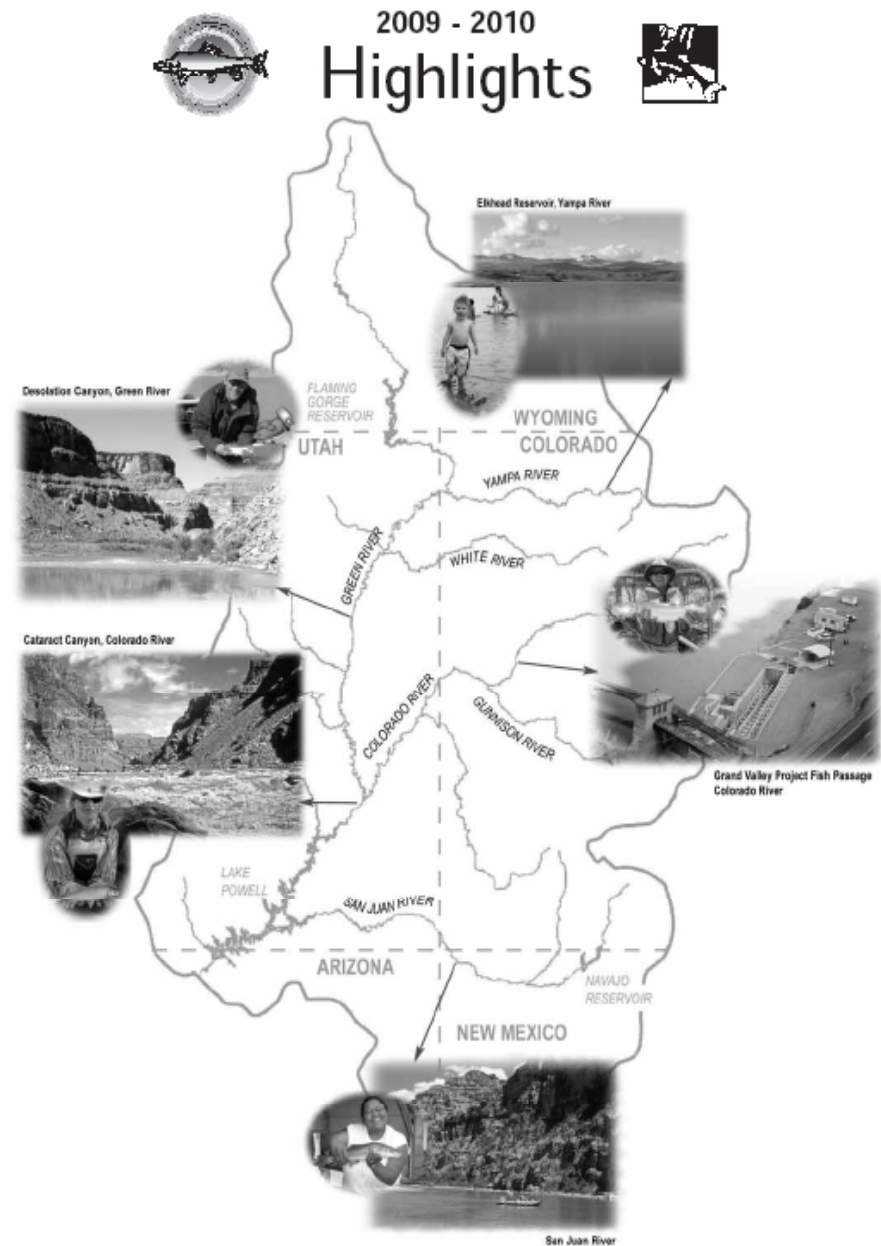 2009 - 2010
Highlights
Elkhead Reservoir, Yampa River
Desolation Canyon, Green River
FLAMING
GORGE
RESERVOIR
WYOMING
UTAH
COLORADO
YAMPA RIVER
GREEN RIVER
WHITE RIVER
Cataract Canyon, Colorado River
COLORADO RIVER
GUNNISON RIVER
Grand Valley Project Fish Passage
Colorado River
LAKE
POWELL
SAN JUAN RIVER
ARIZONA
NAVAJO
RESERVOIR
NEW MEXICO
San Juan River